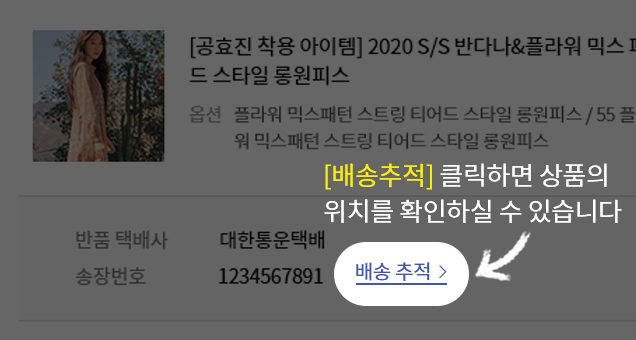 [공효진 착용 아이템] 2020 S/S 반다나&플라워 믹스
드 스타일 롱원피스
옵션 플라워 믹스패턴 스트링 티어드 스타일 롱원피스 / 55 플
워 믹스패턴 스트링 티어드 스타일 롱원피스
[배송추적] 클릭하면 상품의
위치를 확인하실 수 있습니다
반품 택배사 대한통운택배
송장번호 1234567891 배송 추적 >